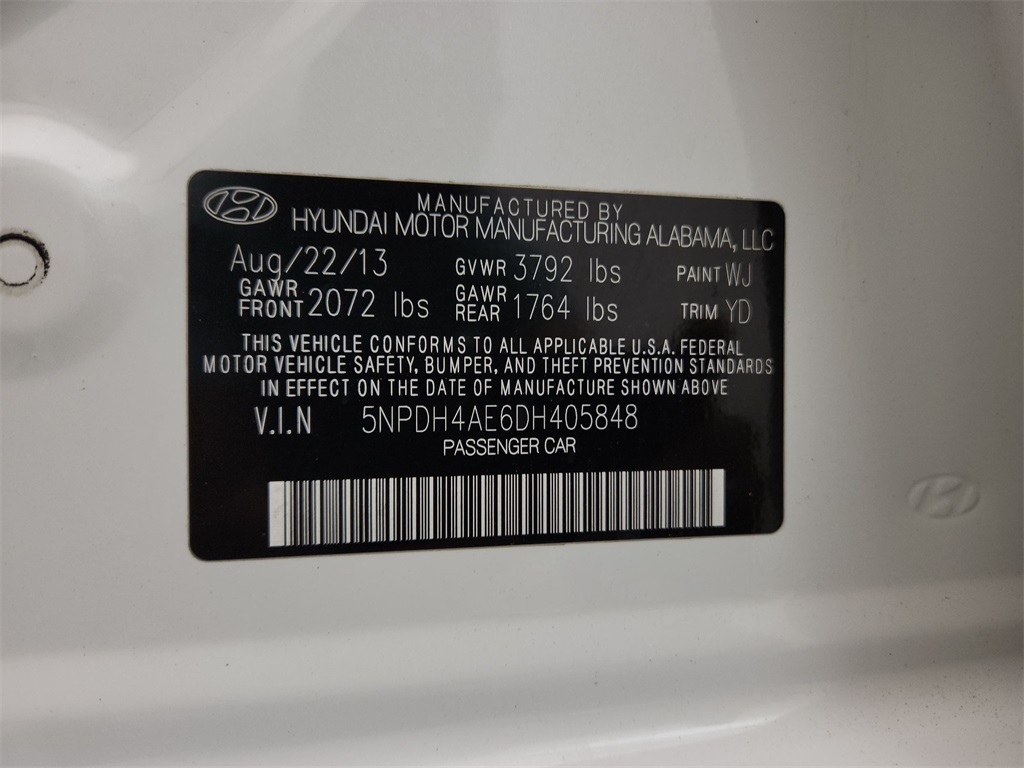 MANUFACTURED BY
HYUNDAI MOTOR MANUFACTURING ALABAMA, LLC
Aug/22/13 GVWR 3792 lbs PAINT WJ
GAWR FRONT 2072 lbs GAWR REAR 1764 lbs TRIM YD
THIS VEHICLE CONFORMS TO ALL APPLICABLE U.S.A. FEDERAL
MOTOR VEHICLE SAFETY, BUMPER, AND THEFT PREVENTION STANDARDS
IN EFFECT ON THE DATE OF MANUFACTURE SHOWN ABOVE
V.I.N 5NPDH4AE6DH405848
PASSENGER CAR